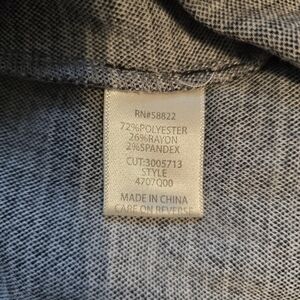 RN#58822
72%POLYESTER
26%RAYON
2%SPANDEX
CUT:3005713
STYLE
4707Q00
MADE IN CHINA
CARE ON REVERSE